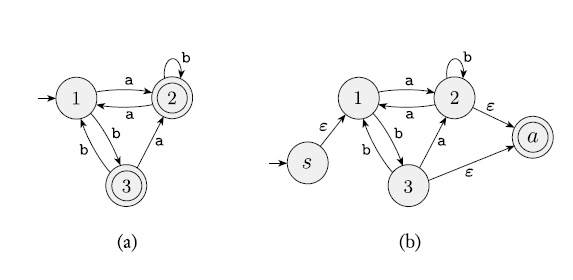 b b
a a
1 2 1 2 ε
a a
ε a
b b
b a b a
s
3 3 ε
(a) (b)